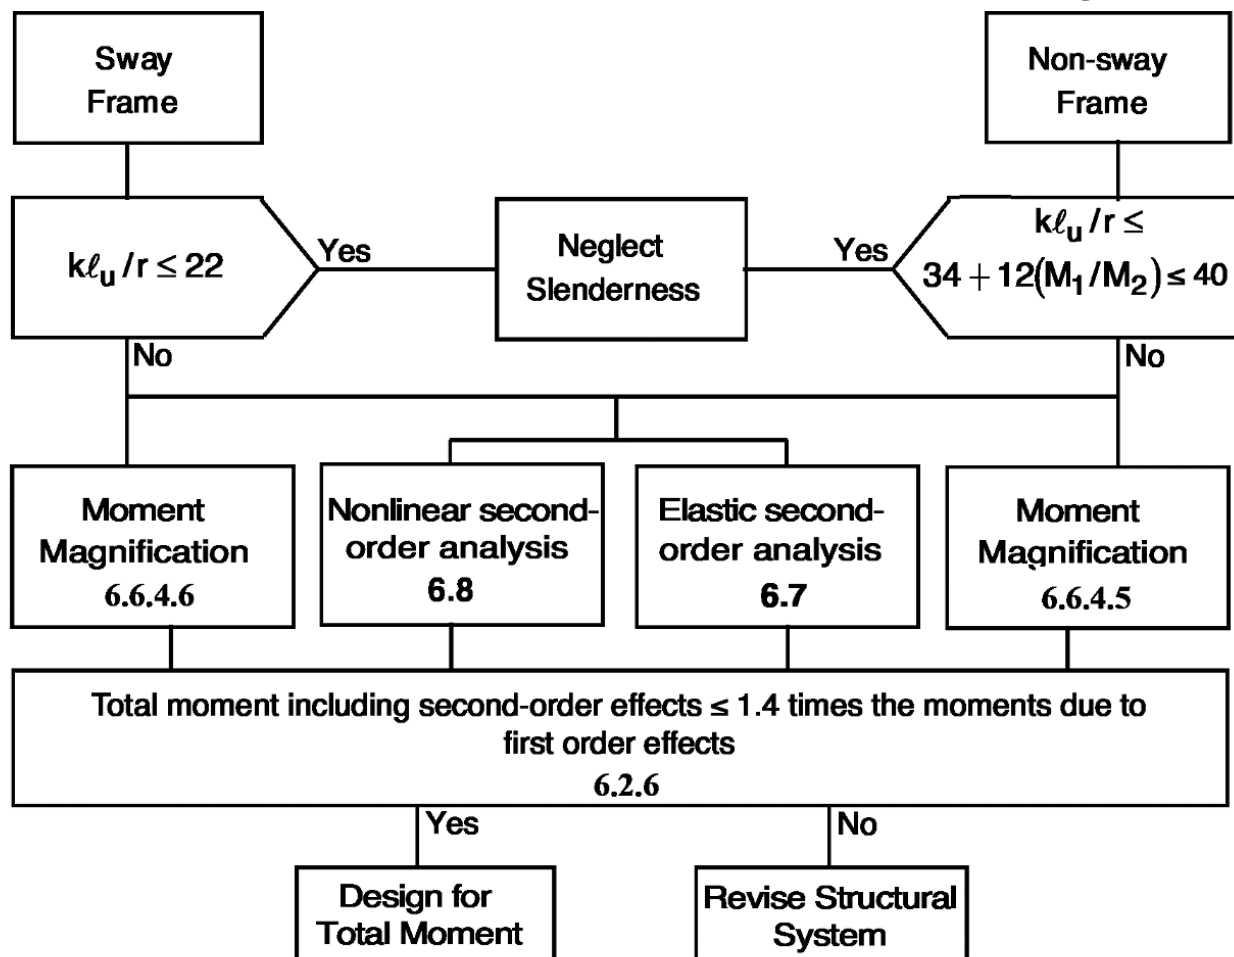 Sway
Frame
Non-sway
Frame
kℓu/r ≤ 22
Yes
Neglect
Slenderness
Yes
kℓu/r ≤
34 + 12(M1/M2) ≤ 40
No
No
Moment
Magnification
6.6.4.6
Nonlinear second-
order analysis
6.8
Elastic second-
order analysis
6.7
Moment
Magnification
6.6.4.5
Total moment including second-order effects ≤ 1.4 times the moments due to
first order effects
6.2.6
Yes
No
Design for
Total Moment
Revise Structural
System